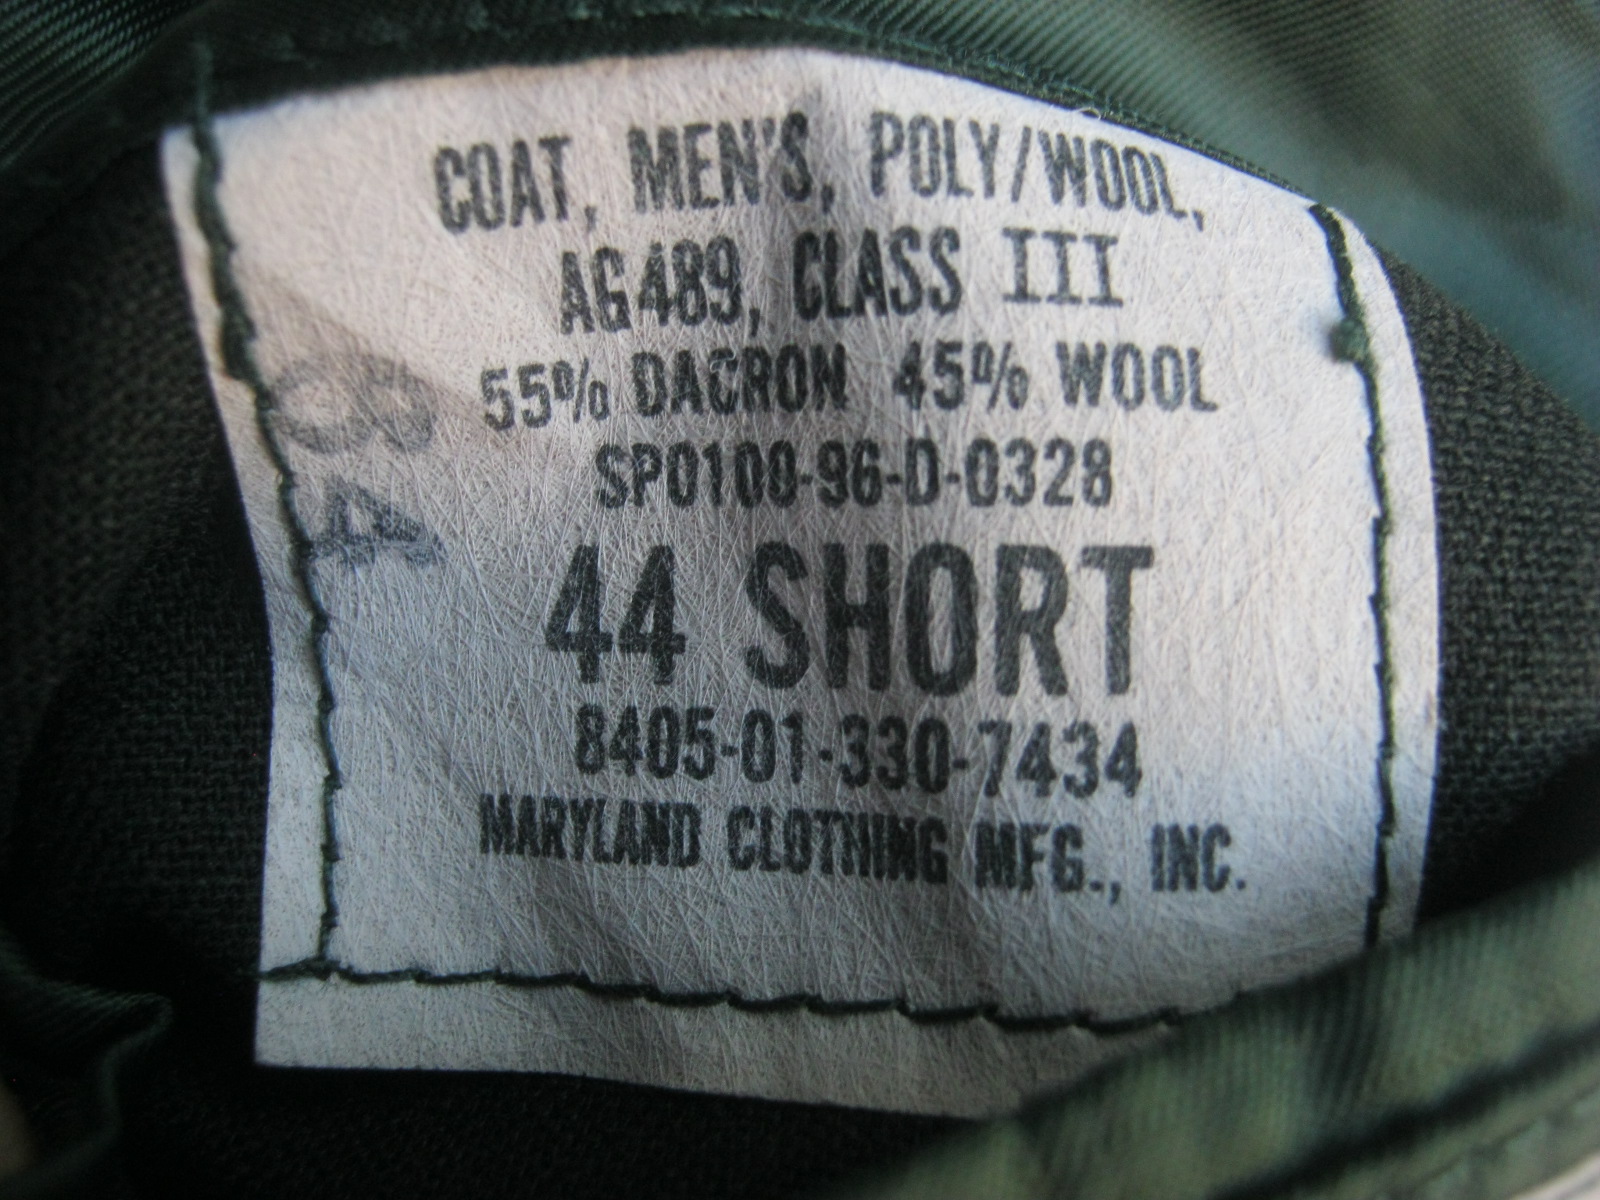 COAT, MEN'S, POLY/WOOL,
AG489, CLASS III
55% DACRON 45% WOOL
SP0100-96-D-0328
44 SHORT
8405-01-330-7434
MARYLAND CLOTHING MFG., INC.